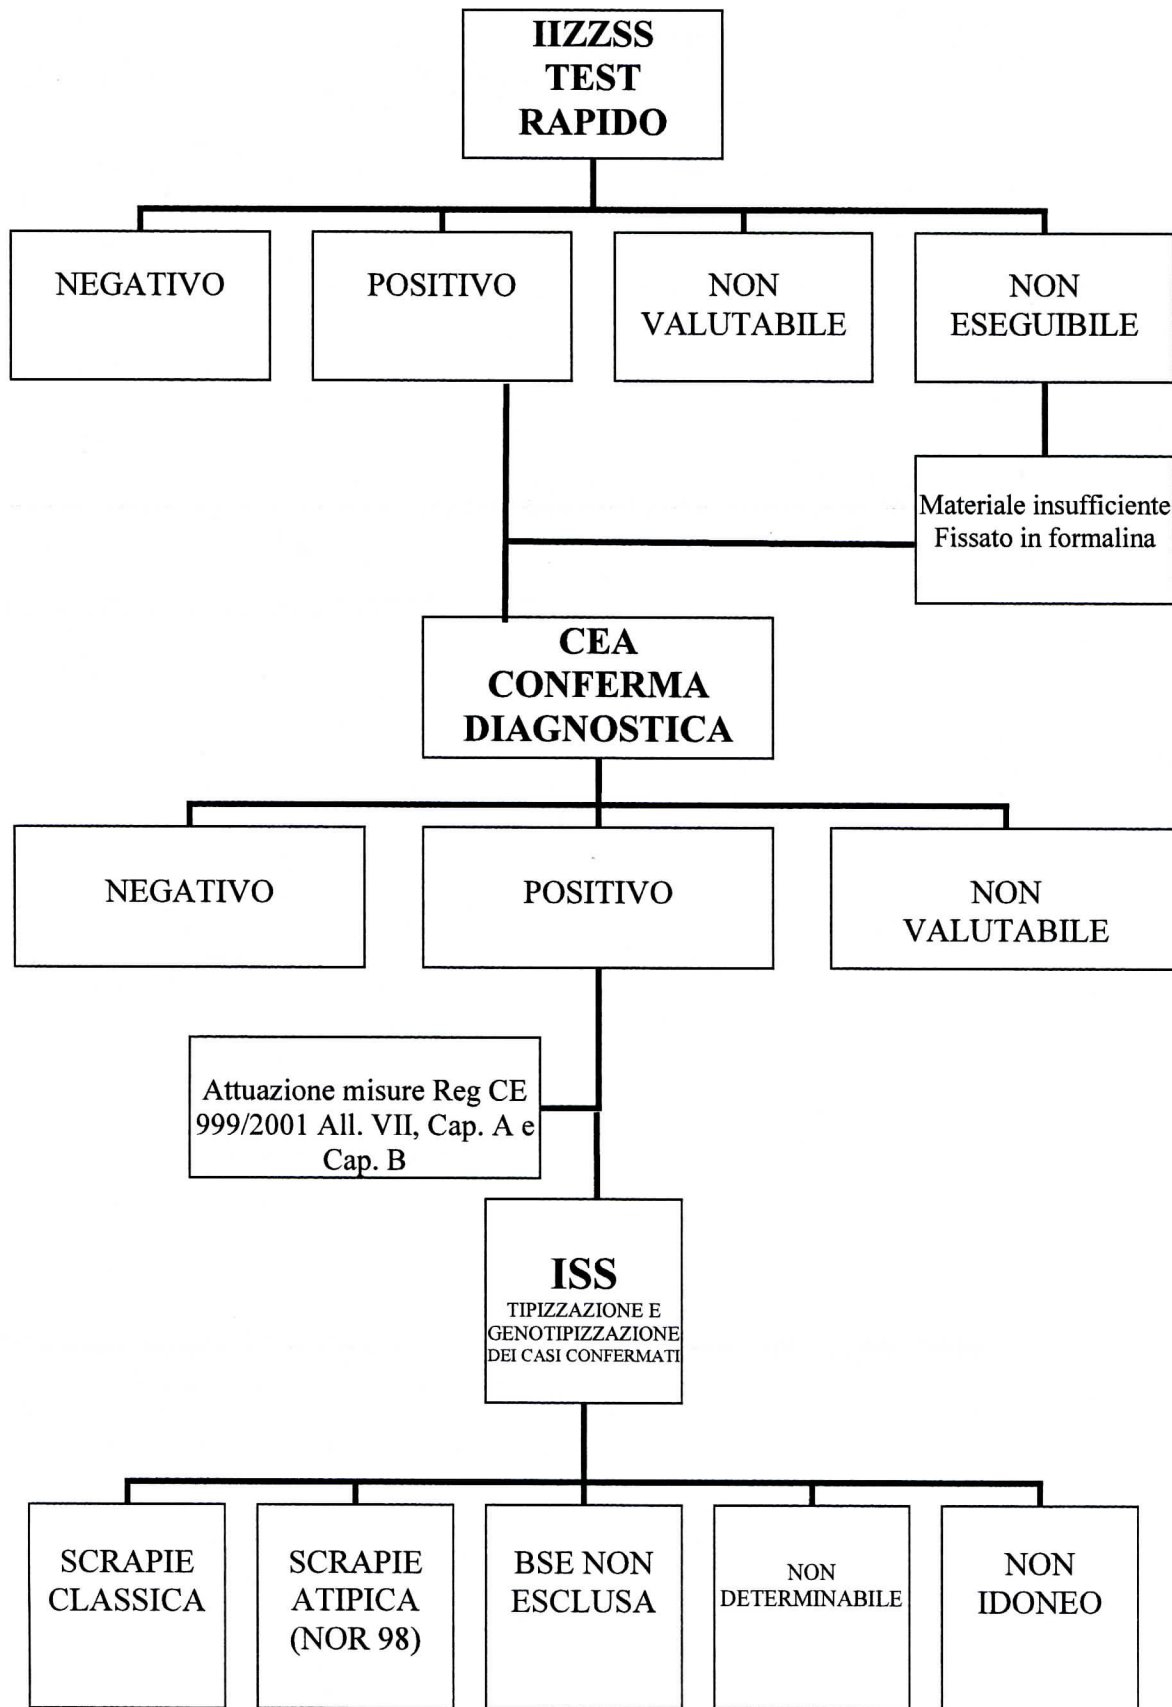 IIZZSS
TEST
RAPIDO
NEGATIVO
POSITIVO
NON
VALUTABILE
NON
ESEGUIBILE
Materiale insufficiente
Fissato in formalina
CEA
CONFERMA
DIAGNOSTICA
NEGATIVO
POSITIVO
NON
VALUTABILE
Attuazione misure Reg CE
999/2001 All. VII, Cap. A e
Cap. B
ISS
TIPIZZAZIONE E
GENOTIPIZZAZIONE
DEI CASI CONFERMATI
SCRAPIE
CLASSICA
SCRAPIE
ATIPICA
(NOR 98)
BSE NON
ESCLUSA
NON
DETERMINABILE
NON
IDONEO